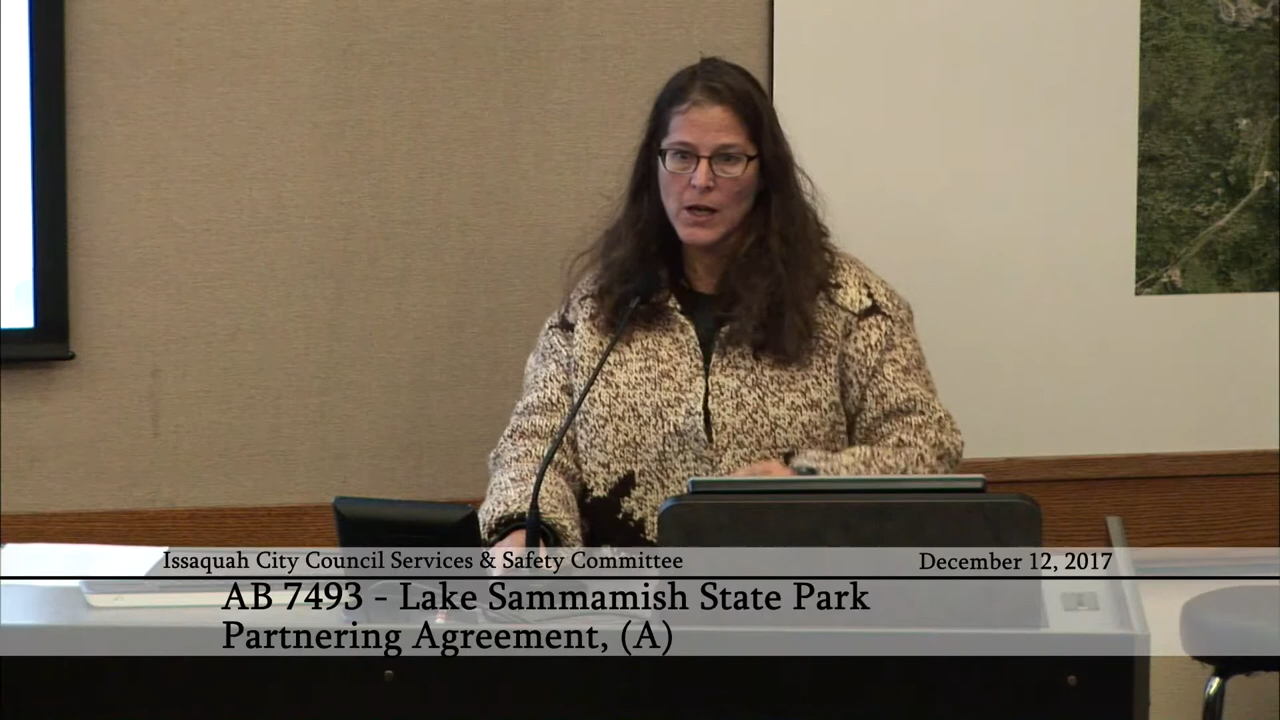 Issaquah City Council Services & Safety Committee
December 12, 2017
AB 7493 - Lake Sammamish State Park
Partnering Agreement, (A)